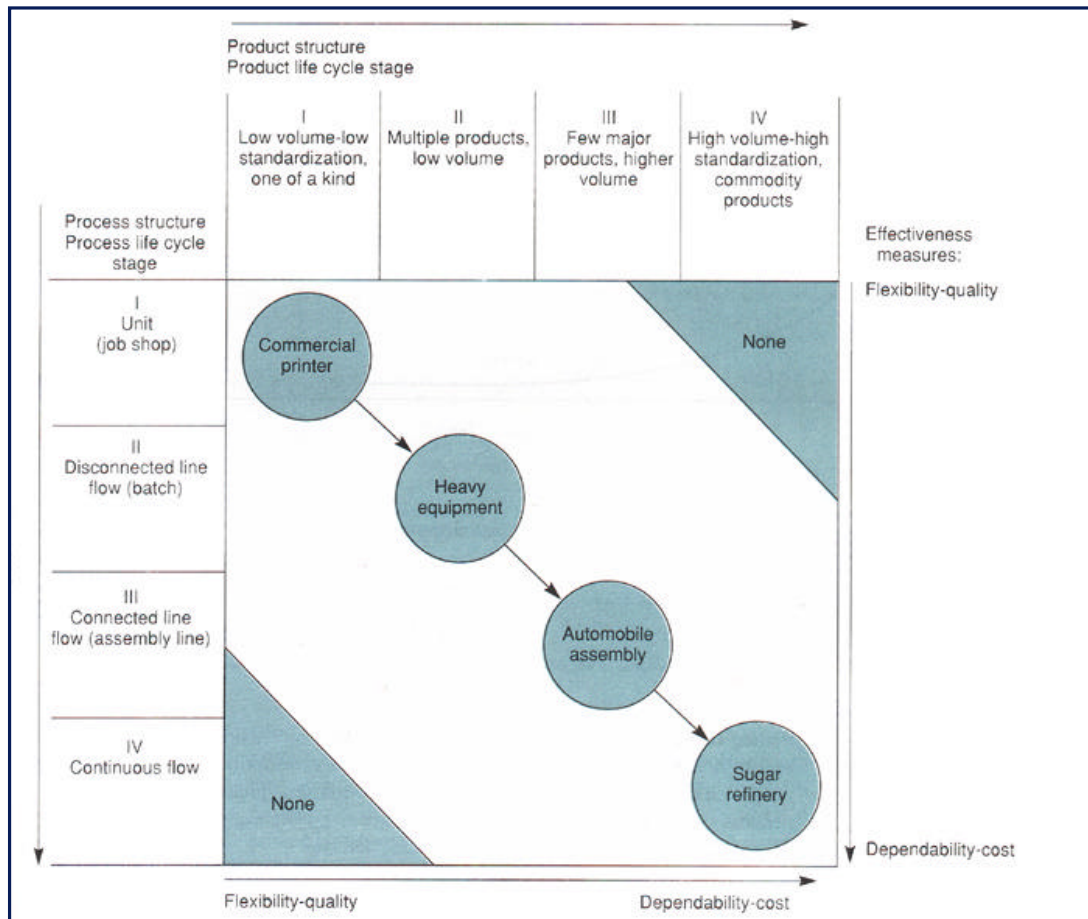 Product structure
Product life cycle stage
I
Low volume-low
standardization,
one of a kind
II
Multiple products,
low volume
III
Few major
products, higher
volume
IV
High volume-high
standardization,
commodity
products
Process structure
Process life cycle
stage
Effectiveness
measures:
Flexibility-quality
I
Unit
(job shop)
Commercial
printer
None
II
Disconnected line
flow (batch)
Heavy
equipment
III
Connected line
flow (assembly line)
Automobile
assembly
IV
Continuous flow
None
Sugar
refinery
Dependability-cost
Flexibility-quality
Dependability-cost